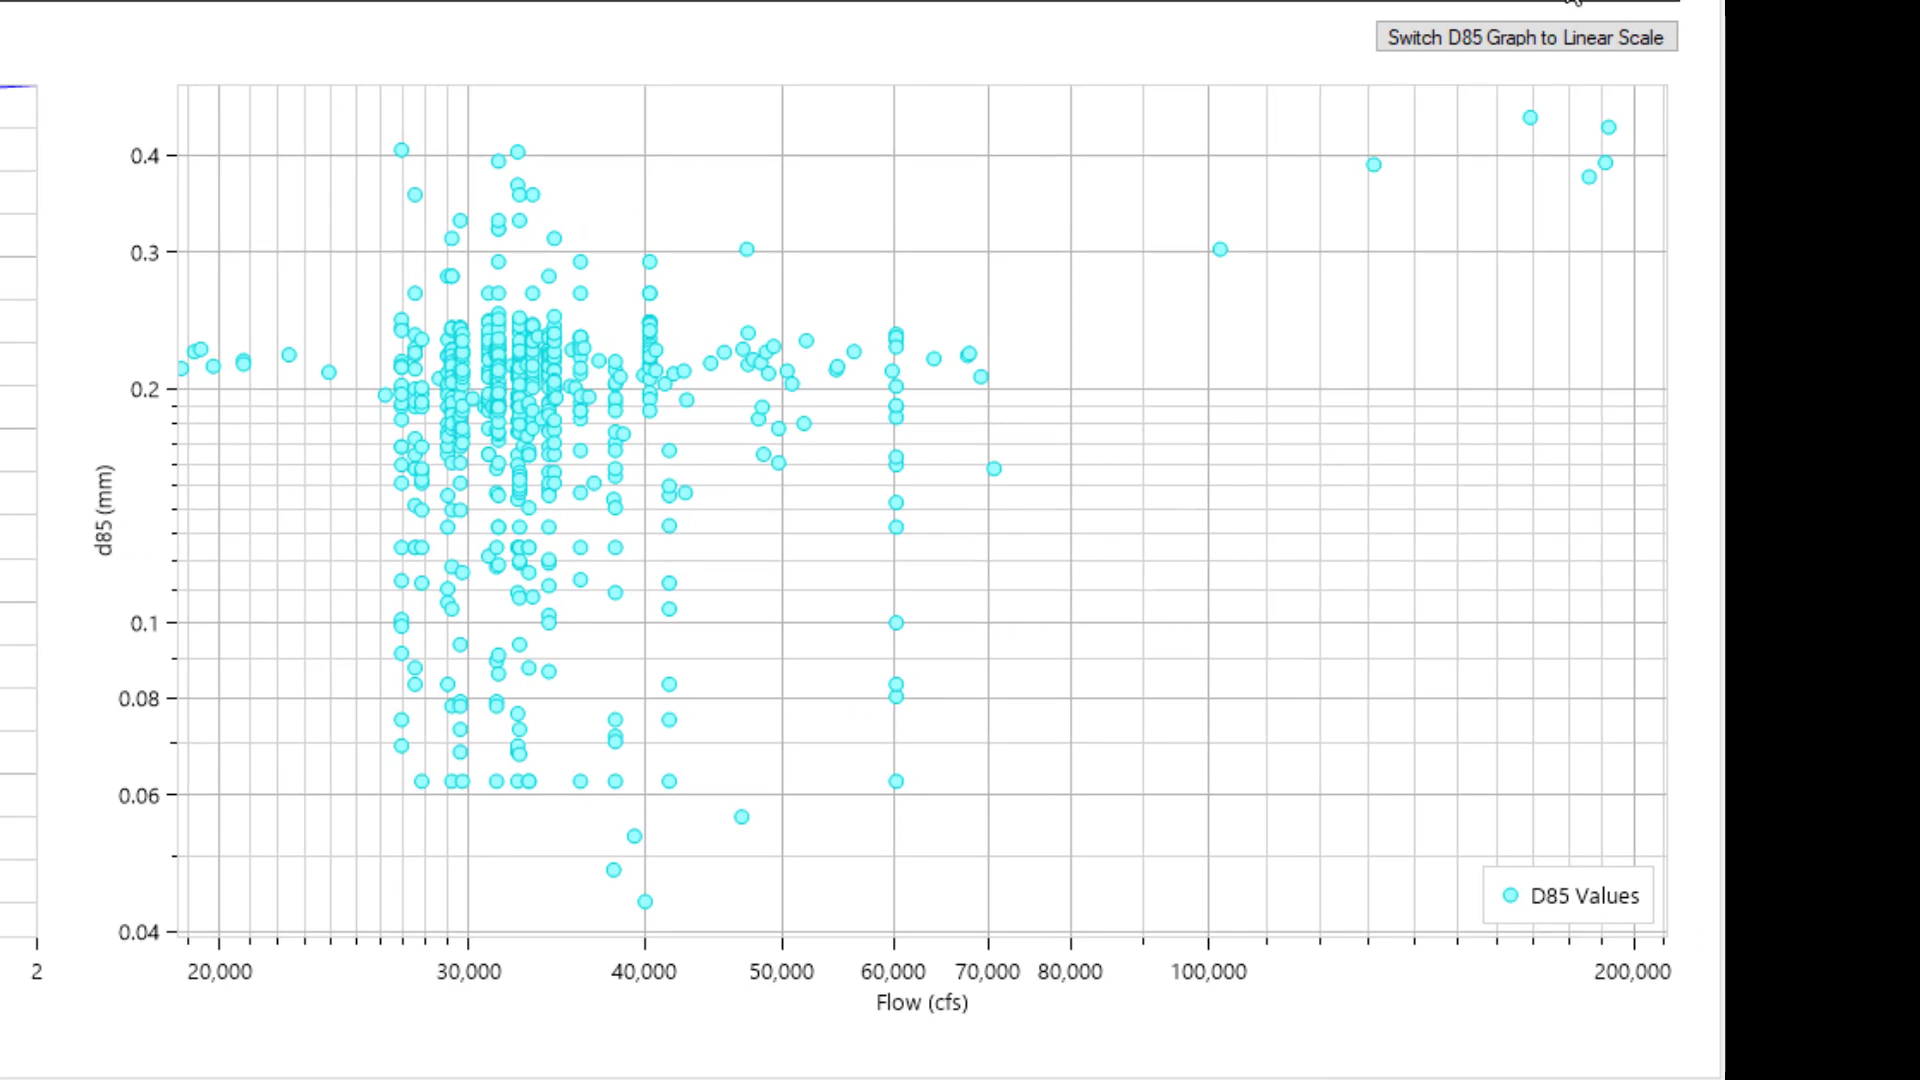 Switch D85 Graph to Linear Scale
0.4
0.3
0.2
0.1
0.08
0.06
0.04
d85 (mm)
D85 Values
2
20,000 30,000 40,000 50,000 60,000 70,000 80,000 100,000 200,000
Flow (cfs)